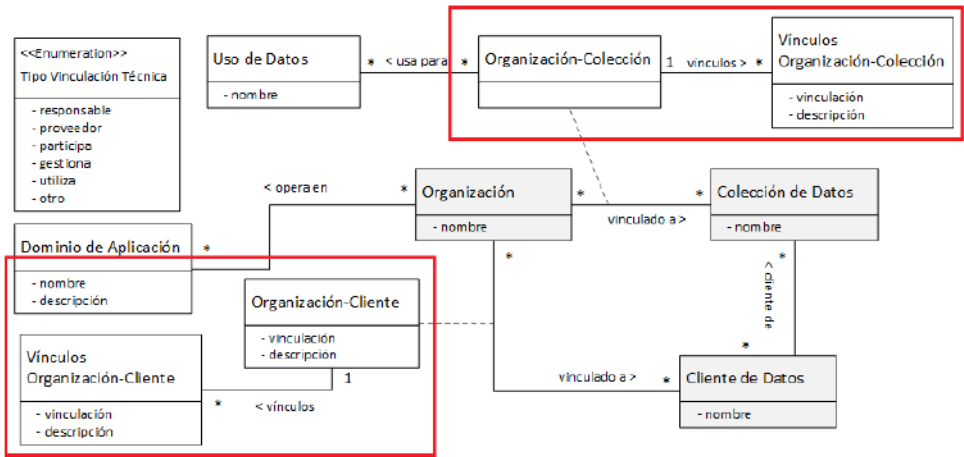 <<Enumeration>>
Tipo Vinculación Técnica
- responsable
- proveedor
- participa
- gestiona
- utiliza
- otro
Uso de Datos
- nombre
* < usa para *
Organización-Colección
1 vínculos > *
Vínculos
Organización-Colección
- vinculación
- descripción
< opera en
*
*
Organización
- nombre
* *
vinculado a >
Colección de Datos
- nombre
Dominio de Aplicación
- nombre
- descripción
*
*
< cliente de
*
Organización-Cliente
- vinculación
- descripción
1
Vínculos
Organización-Cliente
- vinculación
- descripción
* < vínculos
vinculado a > *
Cliente de Datos
- nombre